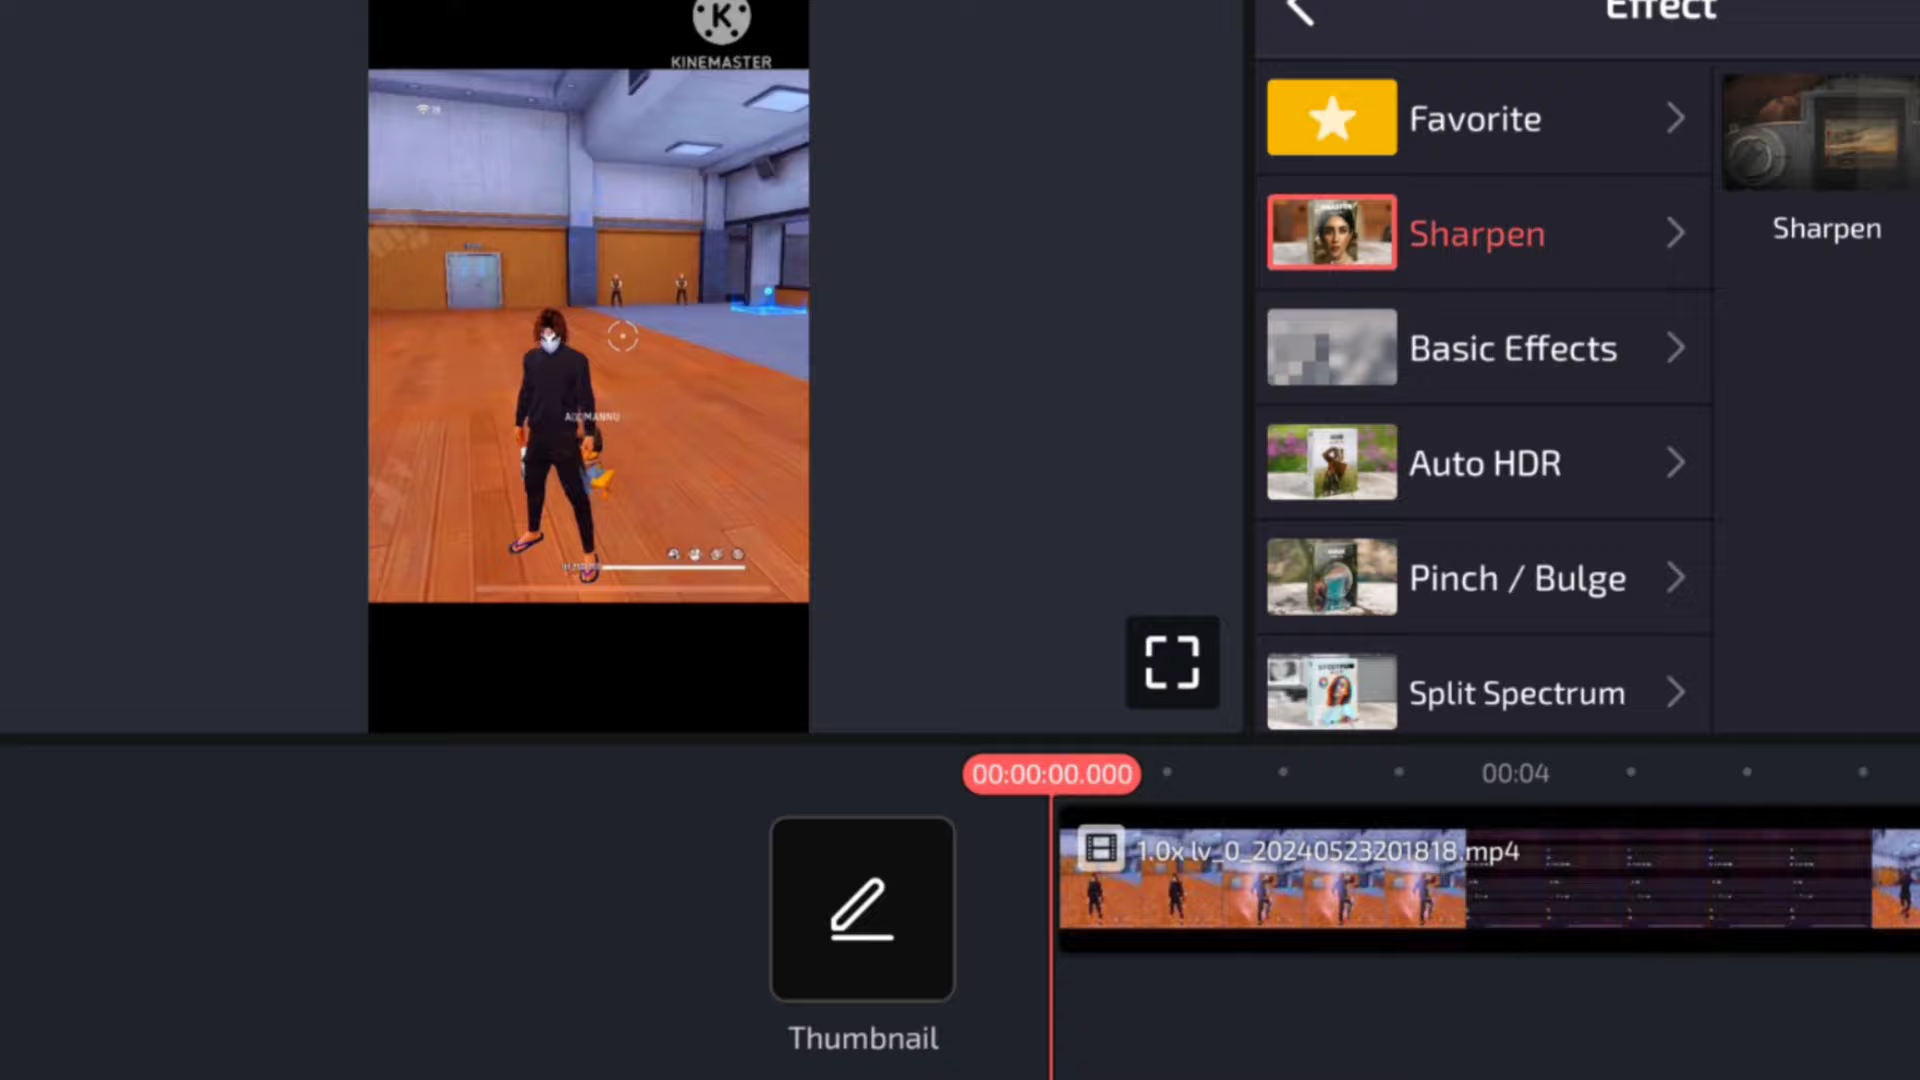 Effect
KINEMASTER
Favorite
Sharpen
Sharpen
Basic Effects
Auto HDR
Pinch / Bulge
Split Spectrum
00:00:00.000
00:04
1.0x lv_0_20240523201818.mp4
Thumbnail